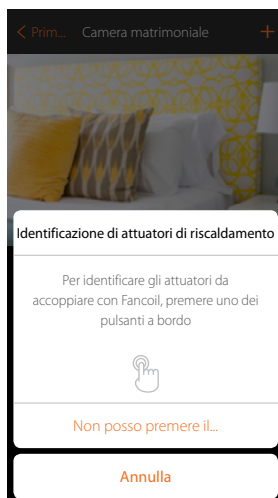 Prim... Camera matrimoniale +
Identificazione di attuatori di riscaldamento
Per identificare gli attuatori da
accoppiare con Fancoil, premere uno dei
pulsanti a bordo
Non posso premere il...
Annulla